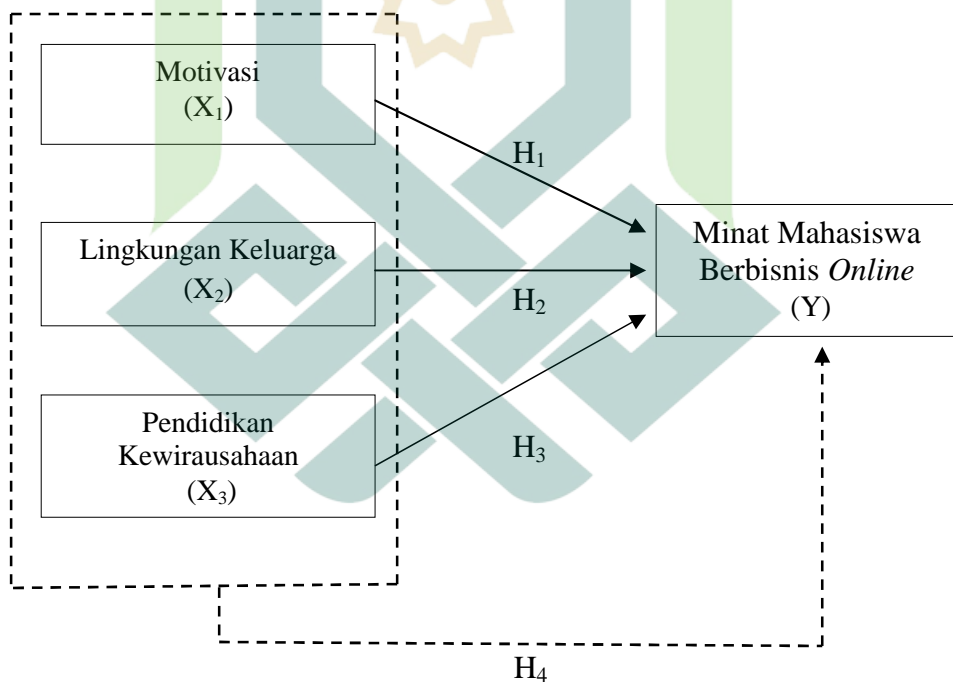 Motivasi
(X₁)
H₁
Lingkungan Keluarga
(X₂)
H₂
Minat Mahasiswa
Berbisnis Online
(Y)
Pendidikan
Kewirausahaan
(X₃)
H₃
H₄